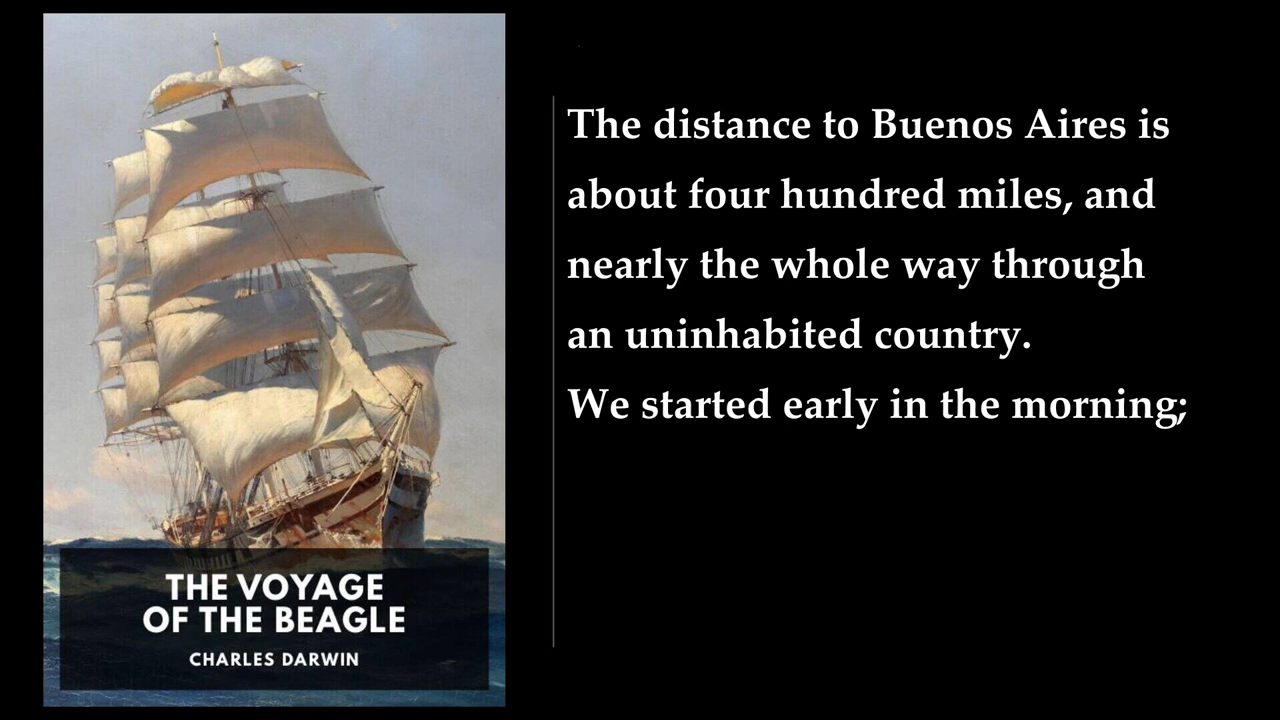 The distance to Buenos Aires is
about four hundred miles, and
nearly the whole way through
an uninhabited country.
We started early in the morning;
THE VOYAGE
OF THE BEAGLE
CHARLES DARWIN